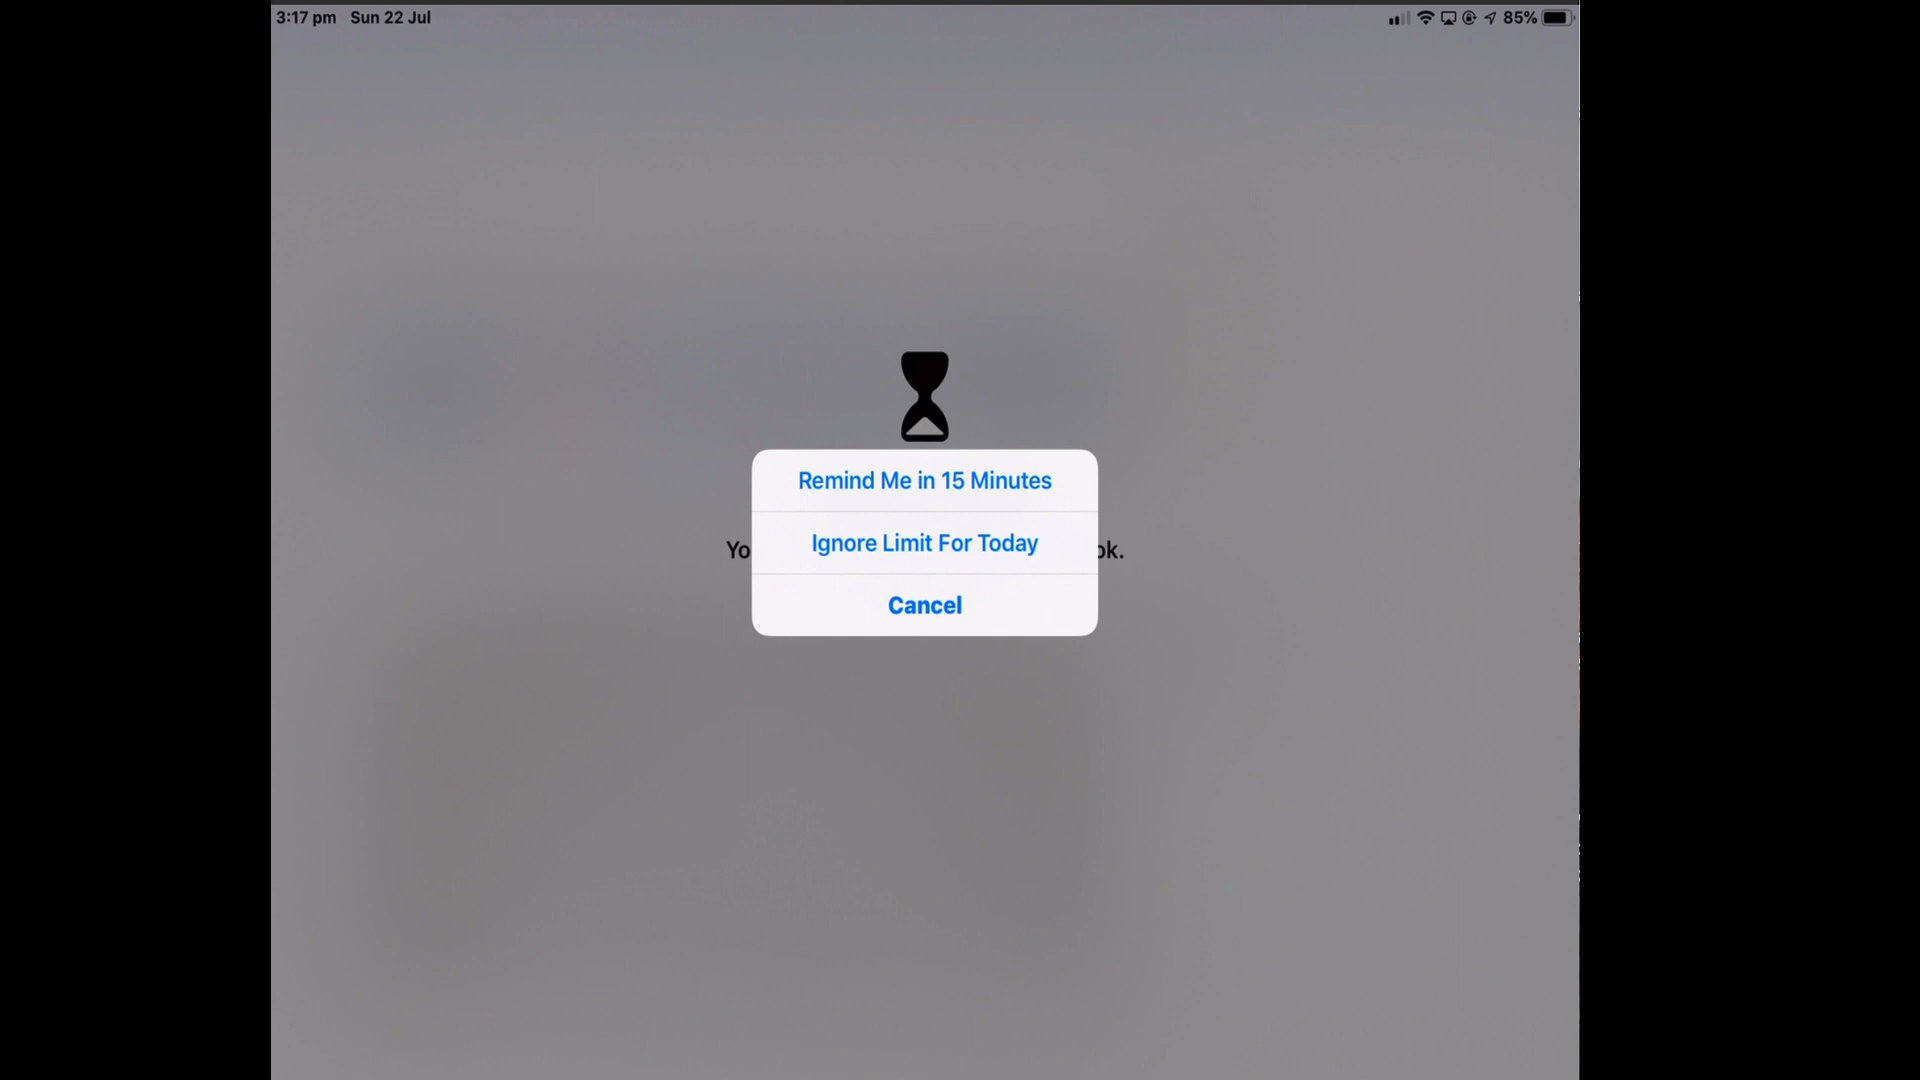 3:17 pm Sun 22 Jul
85%
Remind Me in 15 Minutes
Ignore Limit For Today
Cancel